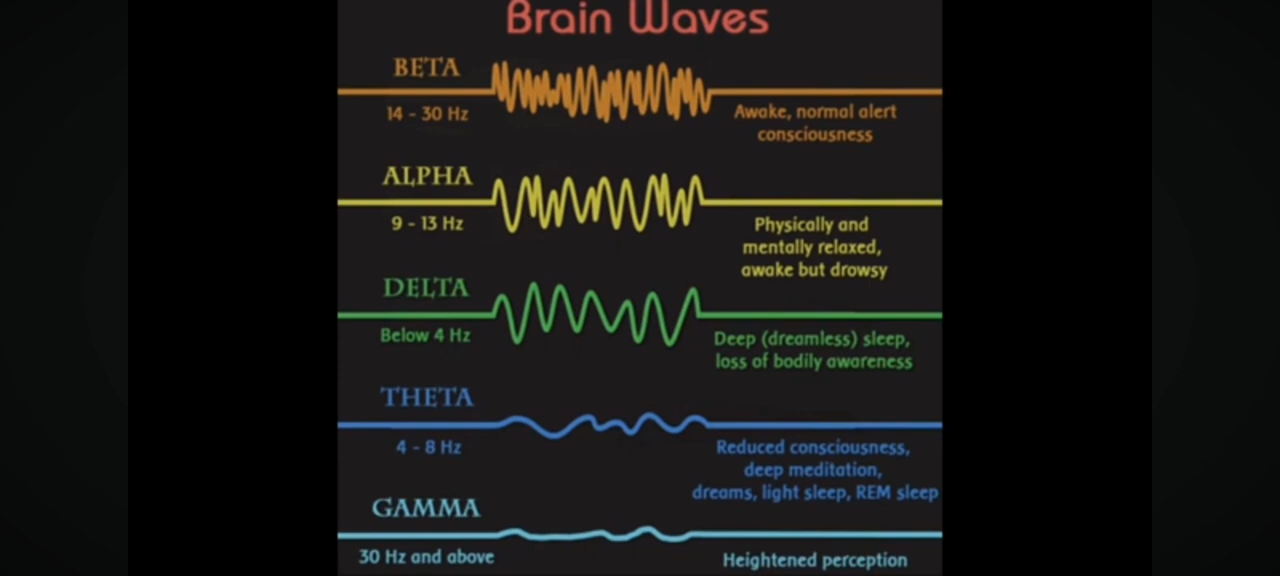 Brain Waves
BETA
14 - 30 Hz
Awake, normal alert
consciousness
ALPHA
9 - 13 Hz
Physically and
mentally relaxed,
awake but drowsy
DELTA
Below 4 Hz
Deep (dreamless) sleep,
loss of bodily awareness
THETA
4 - 8 Hz
Reduced consciousness,
deep meditation,
dreams, light sleep, REM sleep
GAMMA
30 Hz and above
Heightened perception